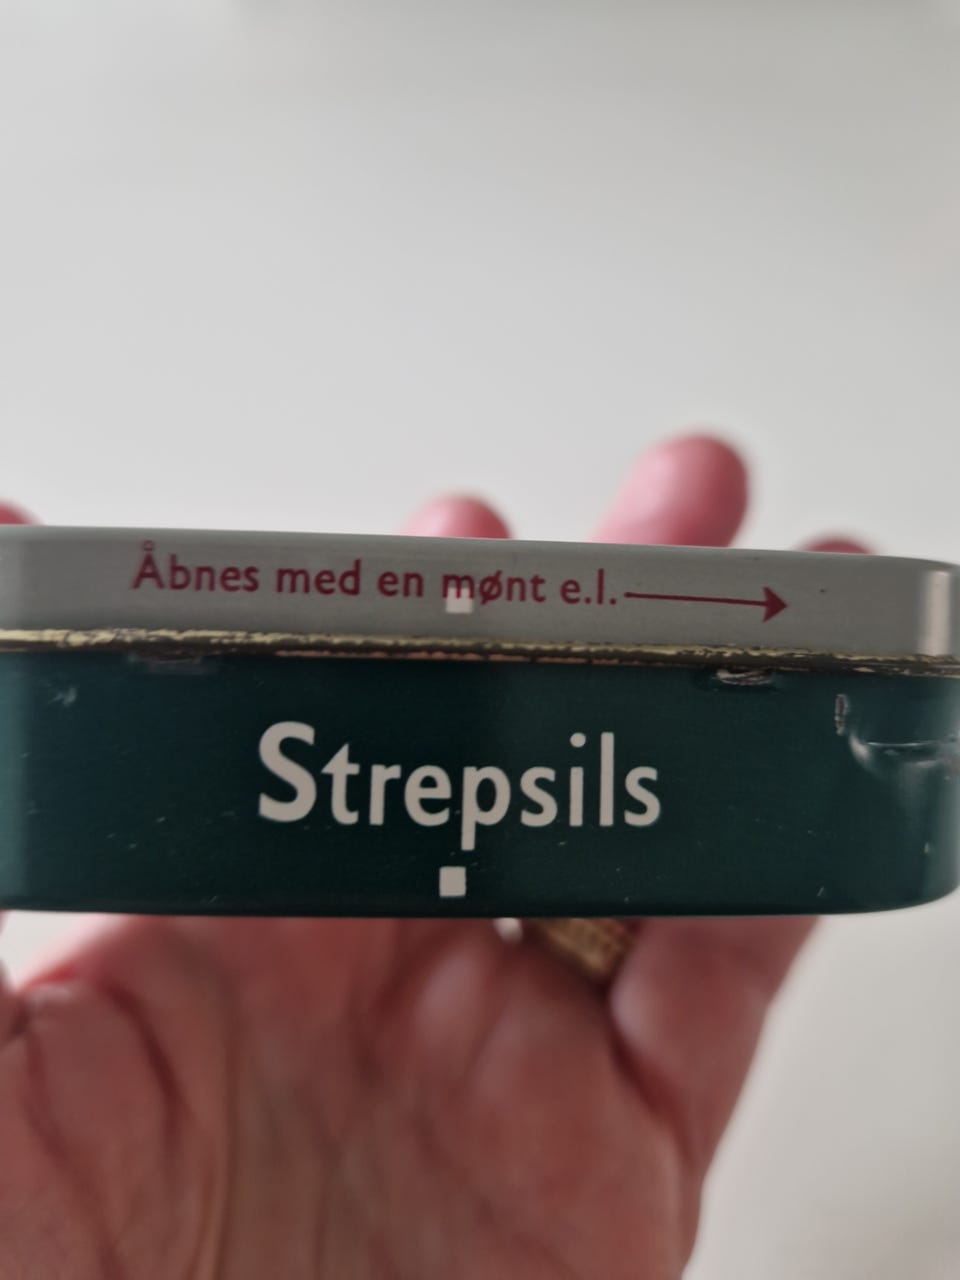 Åbnes med en mønt e.l.
Strepsils